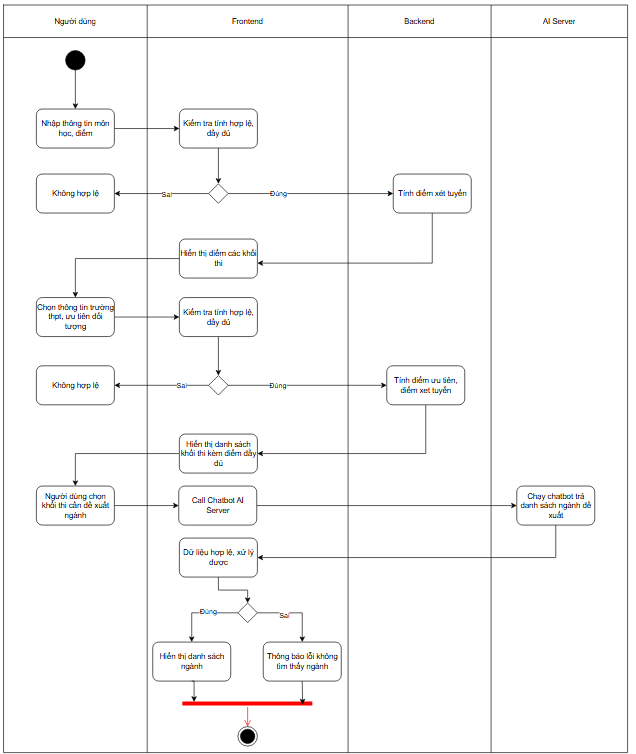 Người dùng
Frontend
Backend
AI Server
Nhập thông tin môn
học, điểm
Kiểm tra tính hợp lệ,
đầy đủ
Không hợp lệ
Sai
Đúng
Tính điểm xét tuyển
Hiển thị điểm các khối
thi
Chọn thông tin trường
thpt, ưu tiên đối
tượng
Kiểm tra tính hợp lệ,
đầy đủ
Không hợp lệ
Sai
Đúng
Tính điểm ưu tiên,
điểm xet tuyển
Hiển thị danh sách
khối thi kèm điểm đầy
đủ
Người dùng chọn
khối thi cần đề xuất
ngành
Call Chatbot AI
Server
Chạy chatbot trả
danh sách ngành đề
xuất
Dữ liệu hợp lệ, xử lý
được
Đúng
Sai
Hiển thị danh sách
ngành
Thông báo lỗi không
tìm thấy ngành